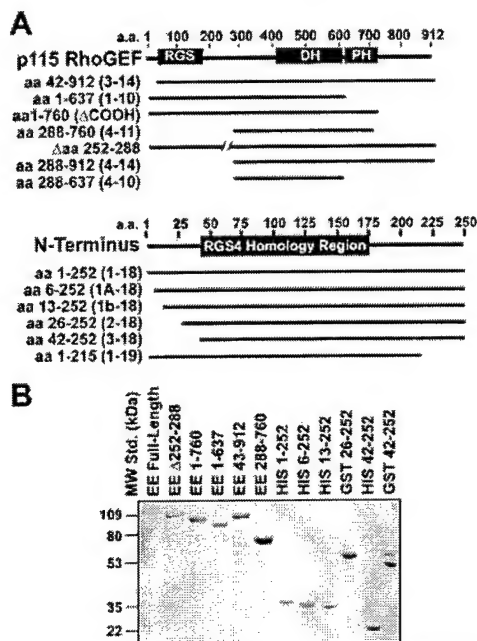 A
a.a. 1 100 200 300 400 500 600 700 800 912
p115 RhoGEF RGS DH PH
aa 42-912 (3-14)
aa 1-637 (1-10)
aa 1-760 (ΔCOOH)
aa 288-760 (4-11)
Δaa 252-288
aa 288-912 (4-14)
aa 288-637 (4-10)
a.a. 1 25 50 75 100 125 150 175 200 250
N-Terminus RGS4 Homology Region
aa 1-252 (1-18)
aa 6-252 (1A-18)
aa 13-252 (1b-18)
aa 26-252 (2-18)
aa 42-252 (3-18)
aa 1-215 (1-19)
B
MW Std. (kDa)
EE Full-Length
EE Δ252-288
EE 1-760
EE 1-637
EE 43-912
EE 288-760
HIS 1-252
HIS 6-252
HIS 13-252
GST 26-252
HIS 42-252
GST 42-252
109
80
53
35
22